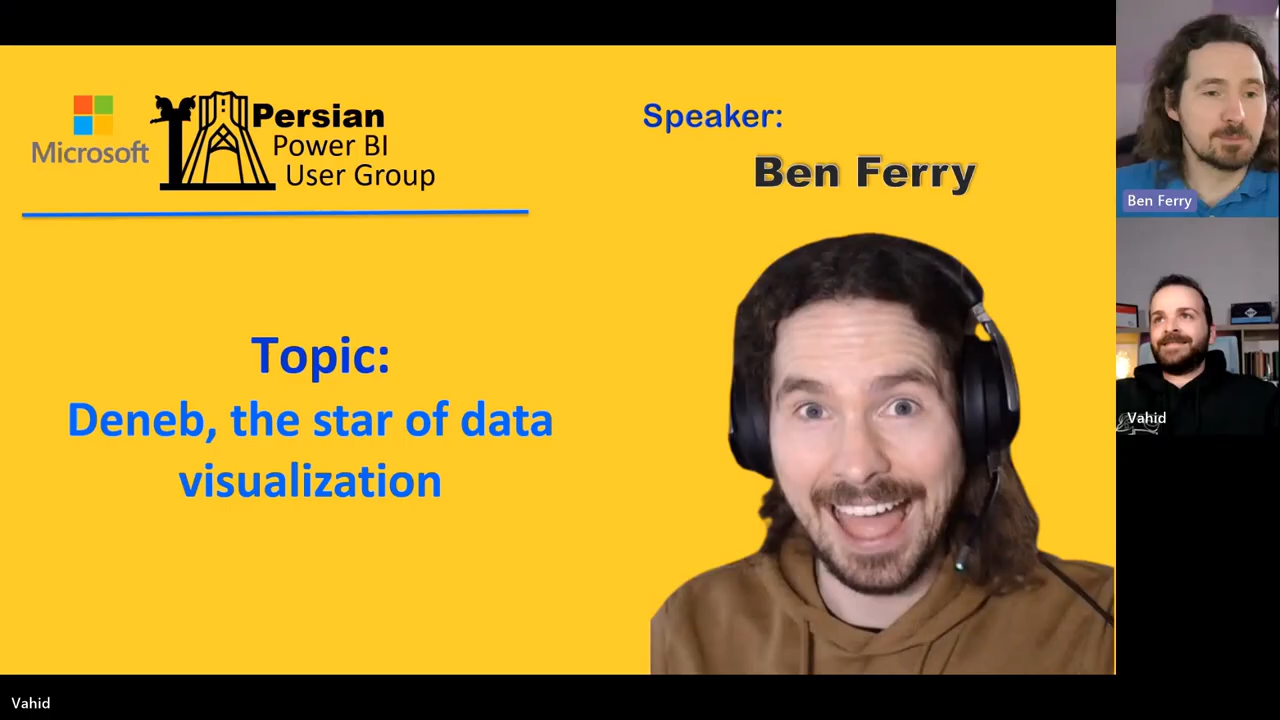 Microsoft
Persian
Power BI
User Group
Speaker:
Ben Ferry
Topic:
Deneb, the star of data
visualization
Ben Ferry
Vahid
Vahid